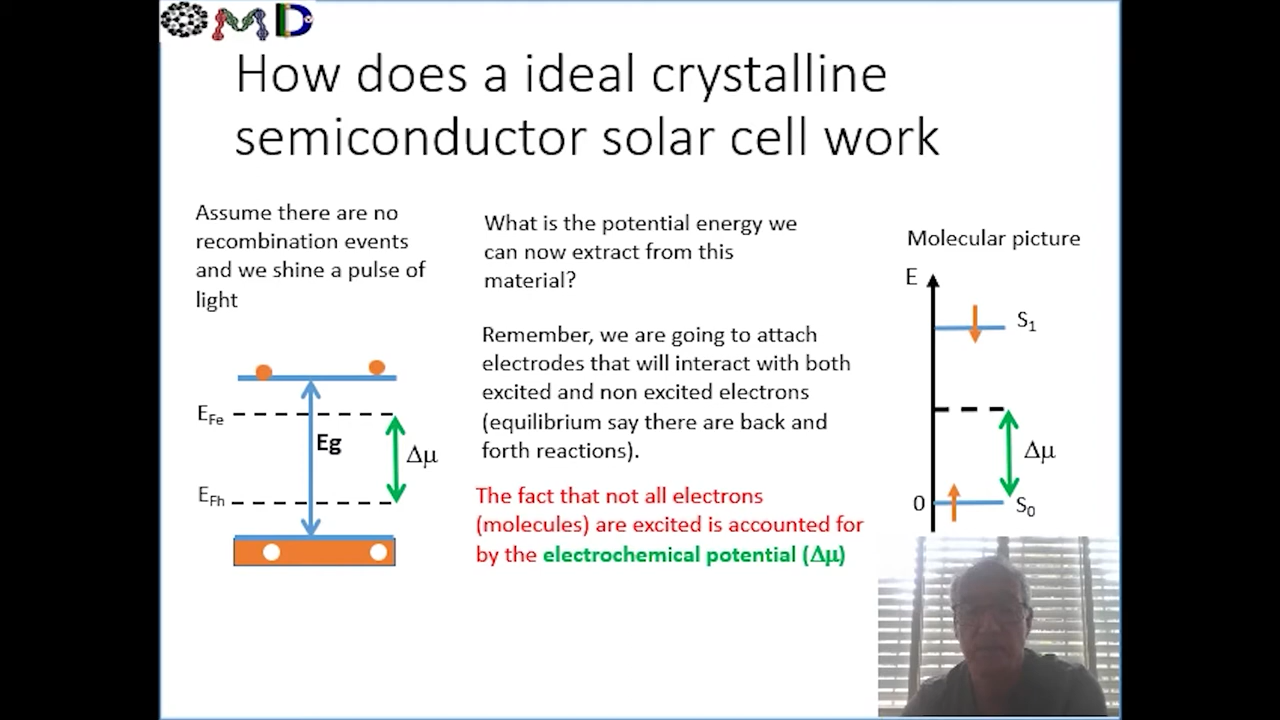 OMD
How does a ideal crystalline
semiconductor solar cell work
Assume there are no
recombination events
and we shine a pulse of
light
E_Fe
Eg
Δμ
E_Fh
What is the potential energy we
can now extract from this
material?
Remember, we are going to attach
electrodes that will interact with both
excited and non excited electrons
(equilibrium say there are back and
forth reactions).
The fact that not all electrons
(molecules) are excited is accounted for
by the electrochemical potential (Δμ)
Molecular picture
E
S₁
Δμ
0
S₀